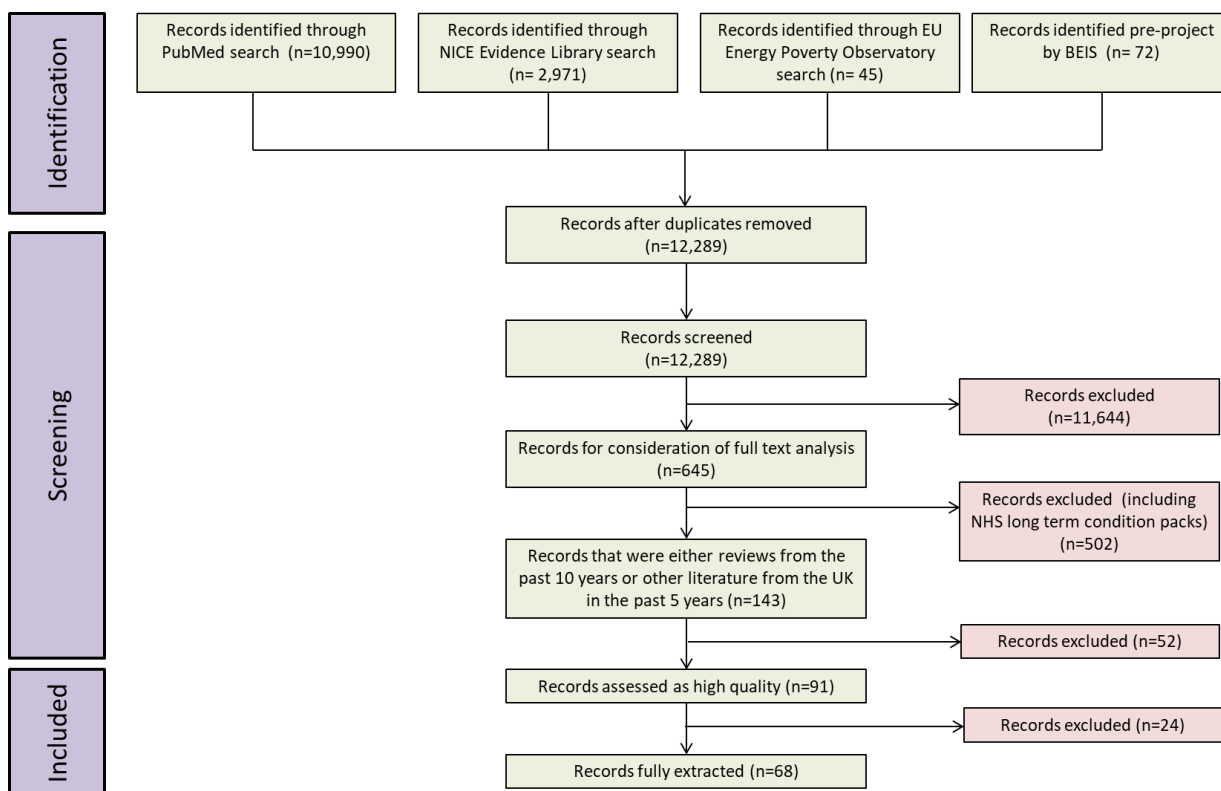 Identification
Records identified through
PubMed search (n=10,990)
Records identified through
NICE Evidence Library search
(n= 2,971)
Records identified through EU
Energy Poverty Observatory
search (n= 45)
Records identified pre-project
by BEIS (n= 72)
Records after duplicates removed
(n=12,289)
Screening
Records screened
(n=12,289)
Records excluded
(n=11,644)
Records for consideration of full text analysis
(n=645)
Records excluded (including
NHS long term condition packs)
(n=502)
Records that were either reviews from the
past 10 years or other literature from the UK
in the past 5 years (n=143)
Records excluded (n=52)
Included
Records assessed as high quality (n=91)
Records excluded (n=24)
Records fully extracted (n=68)